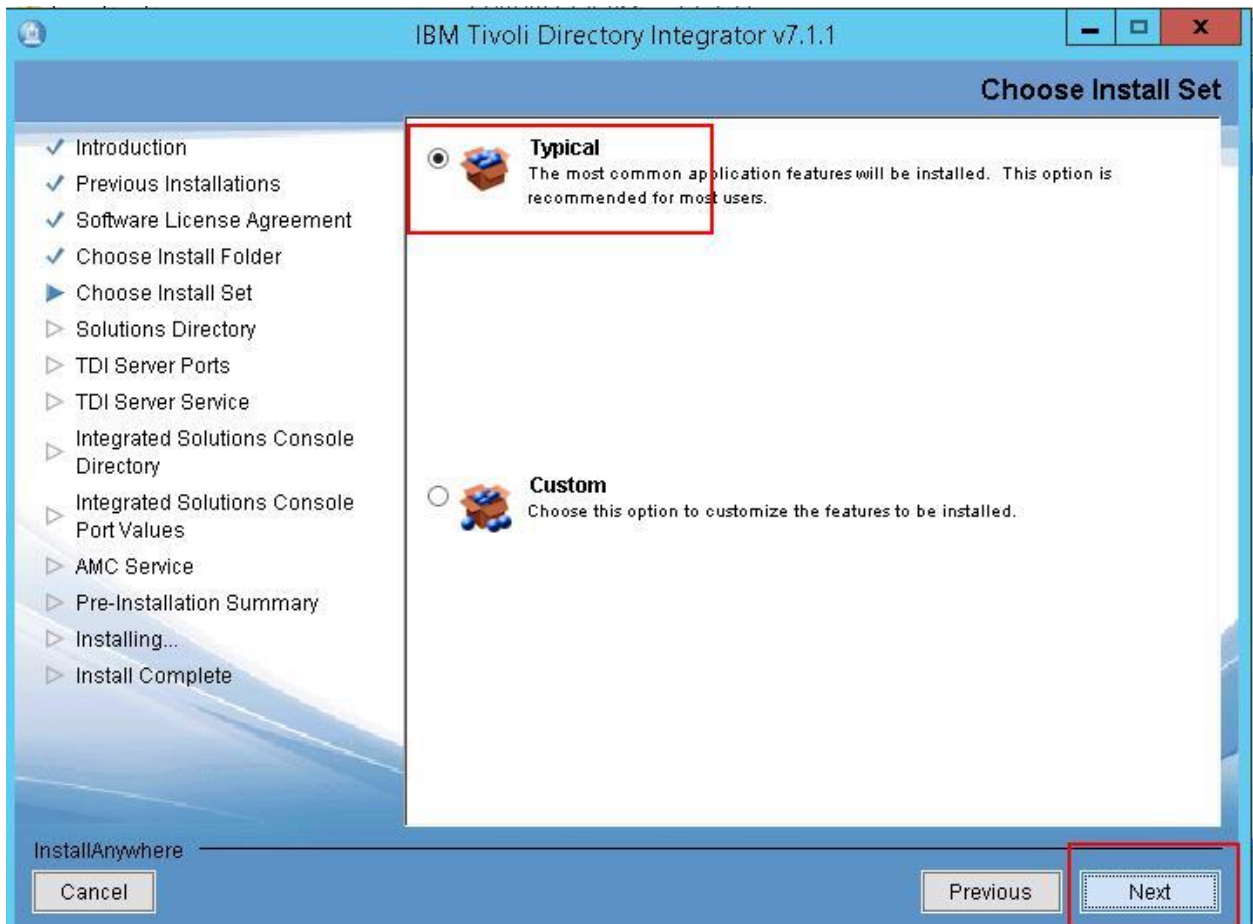 IBM Tivoli Directory Integrator v7.1.1
X
Choose Install Set
Introduction
Previous Installations
Software License Agreement
Choose Install Folder
Choose Install Set
Solutions Directory
TDI Server Ports
TDI Server Service
Integrated Solutions Console
Directory
Integrated Solutions Console
Port Values
AMC Service
Pre-Installation Summary
Installing...
Install Complete
Typical
The most common application features will be installed. This option is
recommended for most users.
Custom
Choose this option to customize the features to be installed.
InstallAnywhere
Cancel
Previous
Next